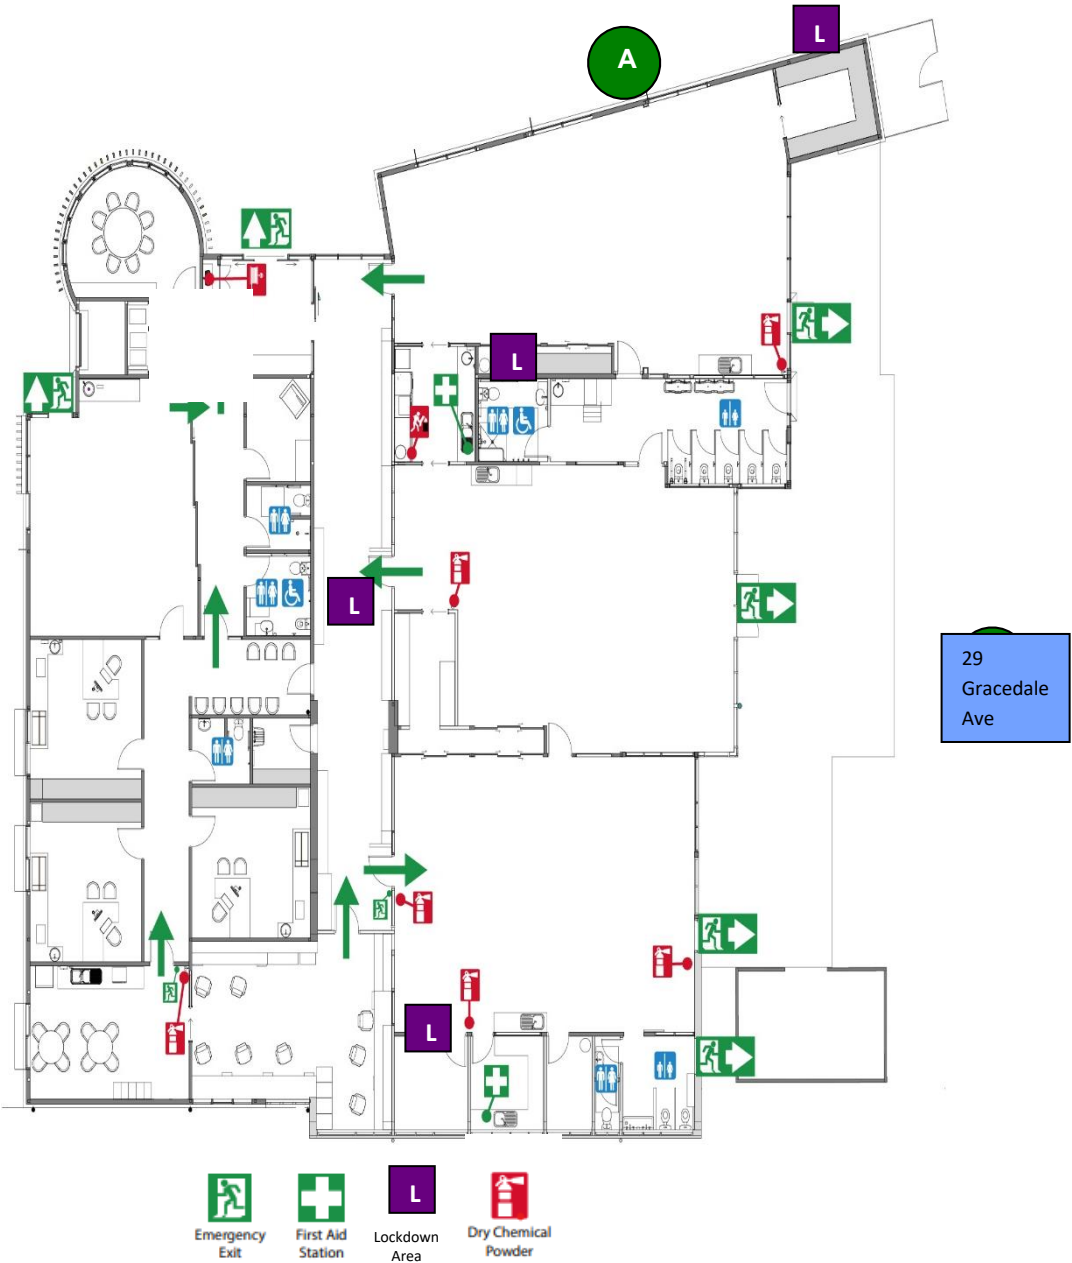 L
A
L
L
29
Gracedale
Ave
L
L
Emergency
Exit
First Aid
Station
Lockdown
Area
Dry Chemical
Powder